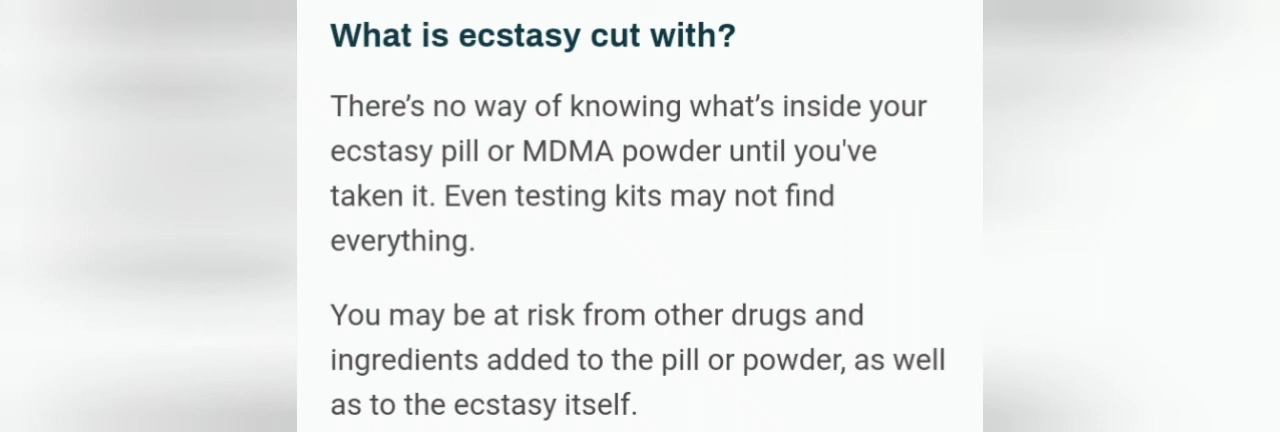 What is ecstasy cut with?
There’s no way of knowing what’s inside your
ecstasy pill or MDMA powder until you've
taken it. Even testing kits may not find
everything.
You may be at risk from other drugs and
ingredients added to the pill or powder, as well
as to the ecstasy itself.